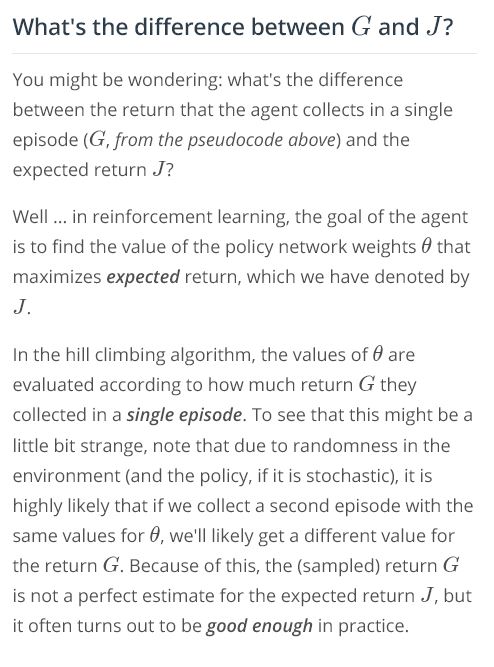 What's the difference between G and J?
You might be wondering: what's the difference
between the return that the agent collects in a single
episode (G, from the pseudocode above) and the
expected return J?
Well ... in reinforcement learning, the goal of the agent
is to find the value of the policy network weights θ that
maximizes expected return, which we have denoted by
J.
In the hill climbing algorithm, the values of θ are
evaluated according to how much return G they
collected in a single episode. To see that this might be a
little bit strange, note that due to randomness in the
environment (and the policy, if it is stochastic), it is
highly likely that if we collect a second episode with the
same values for θ, we'll likely get a different value for
the return G. Because of this, the (sampled) return G
is not a perfect estimate for the expected return J, but
it often turns out to be good enough in practice.